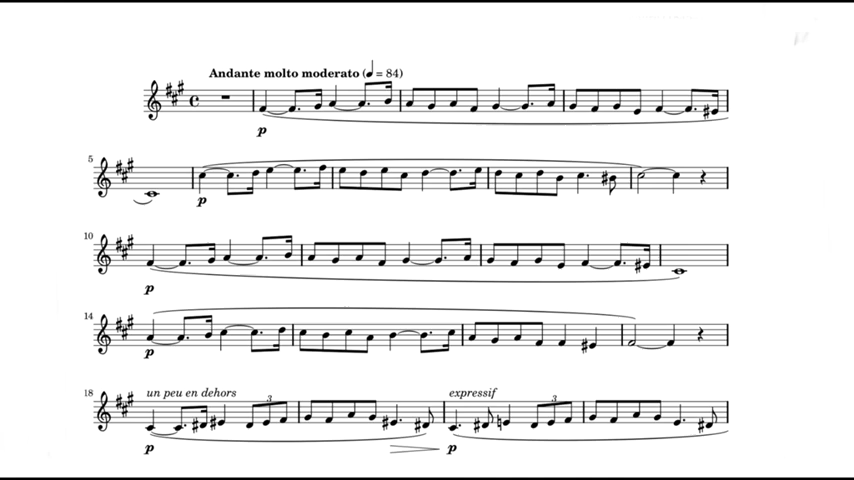 Andante molto moderato (♩ = 84)
p
5
p
10
p
14
p
18
un peu en dehors
expressif
3
3
p
p